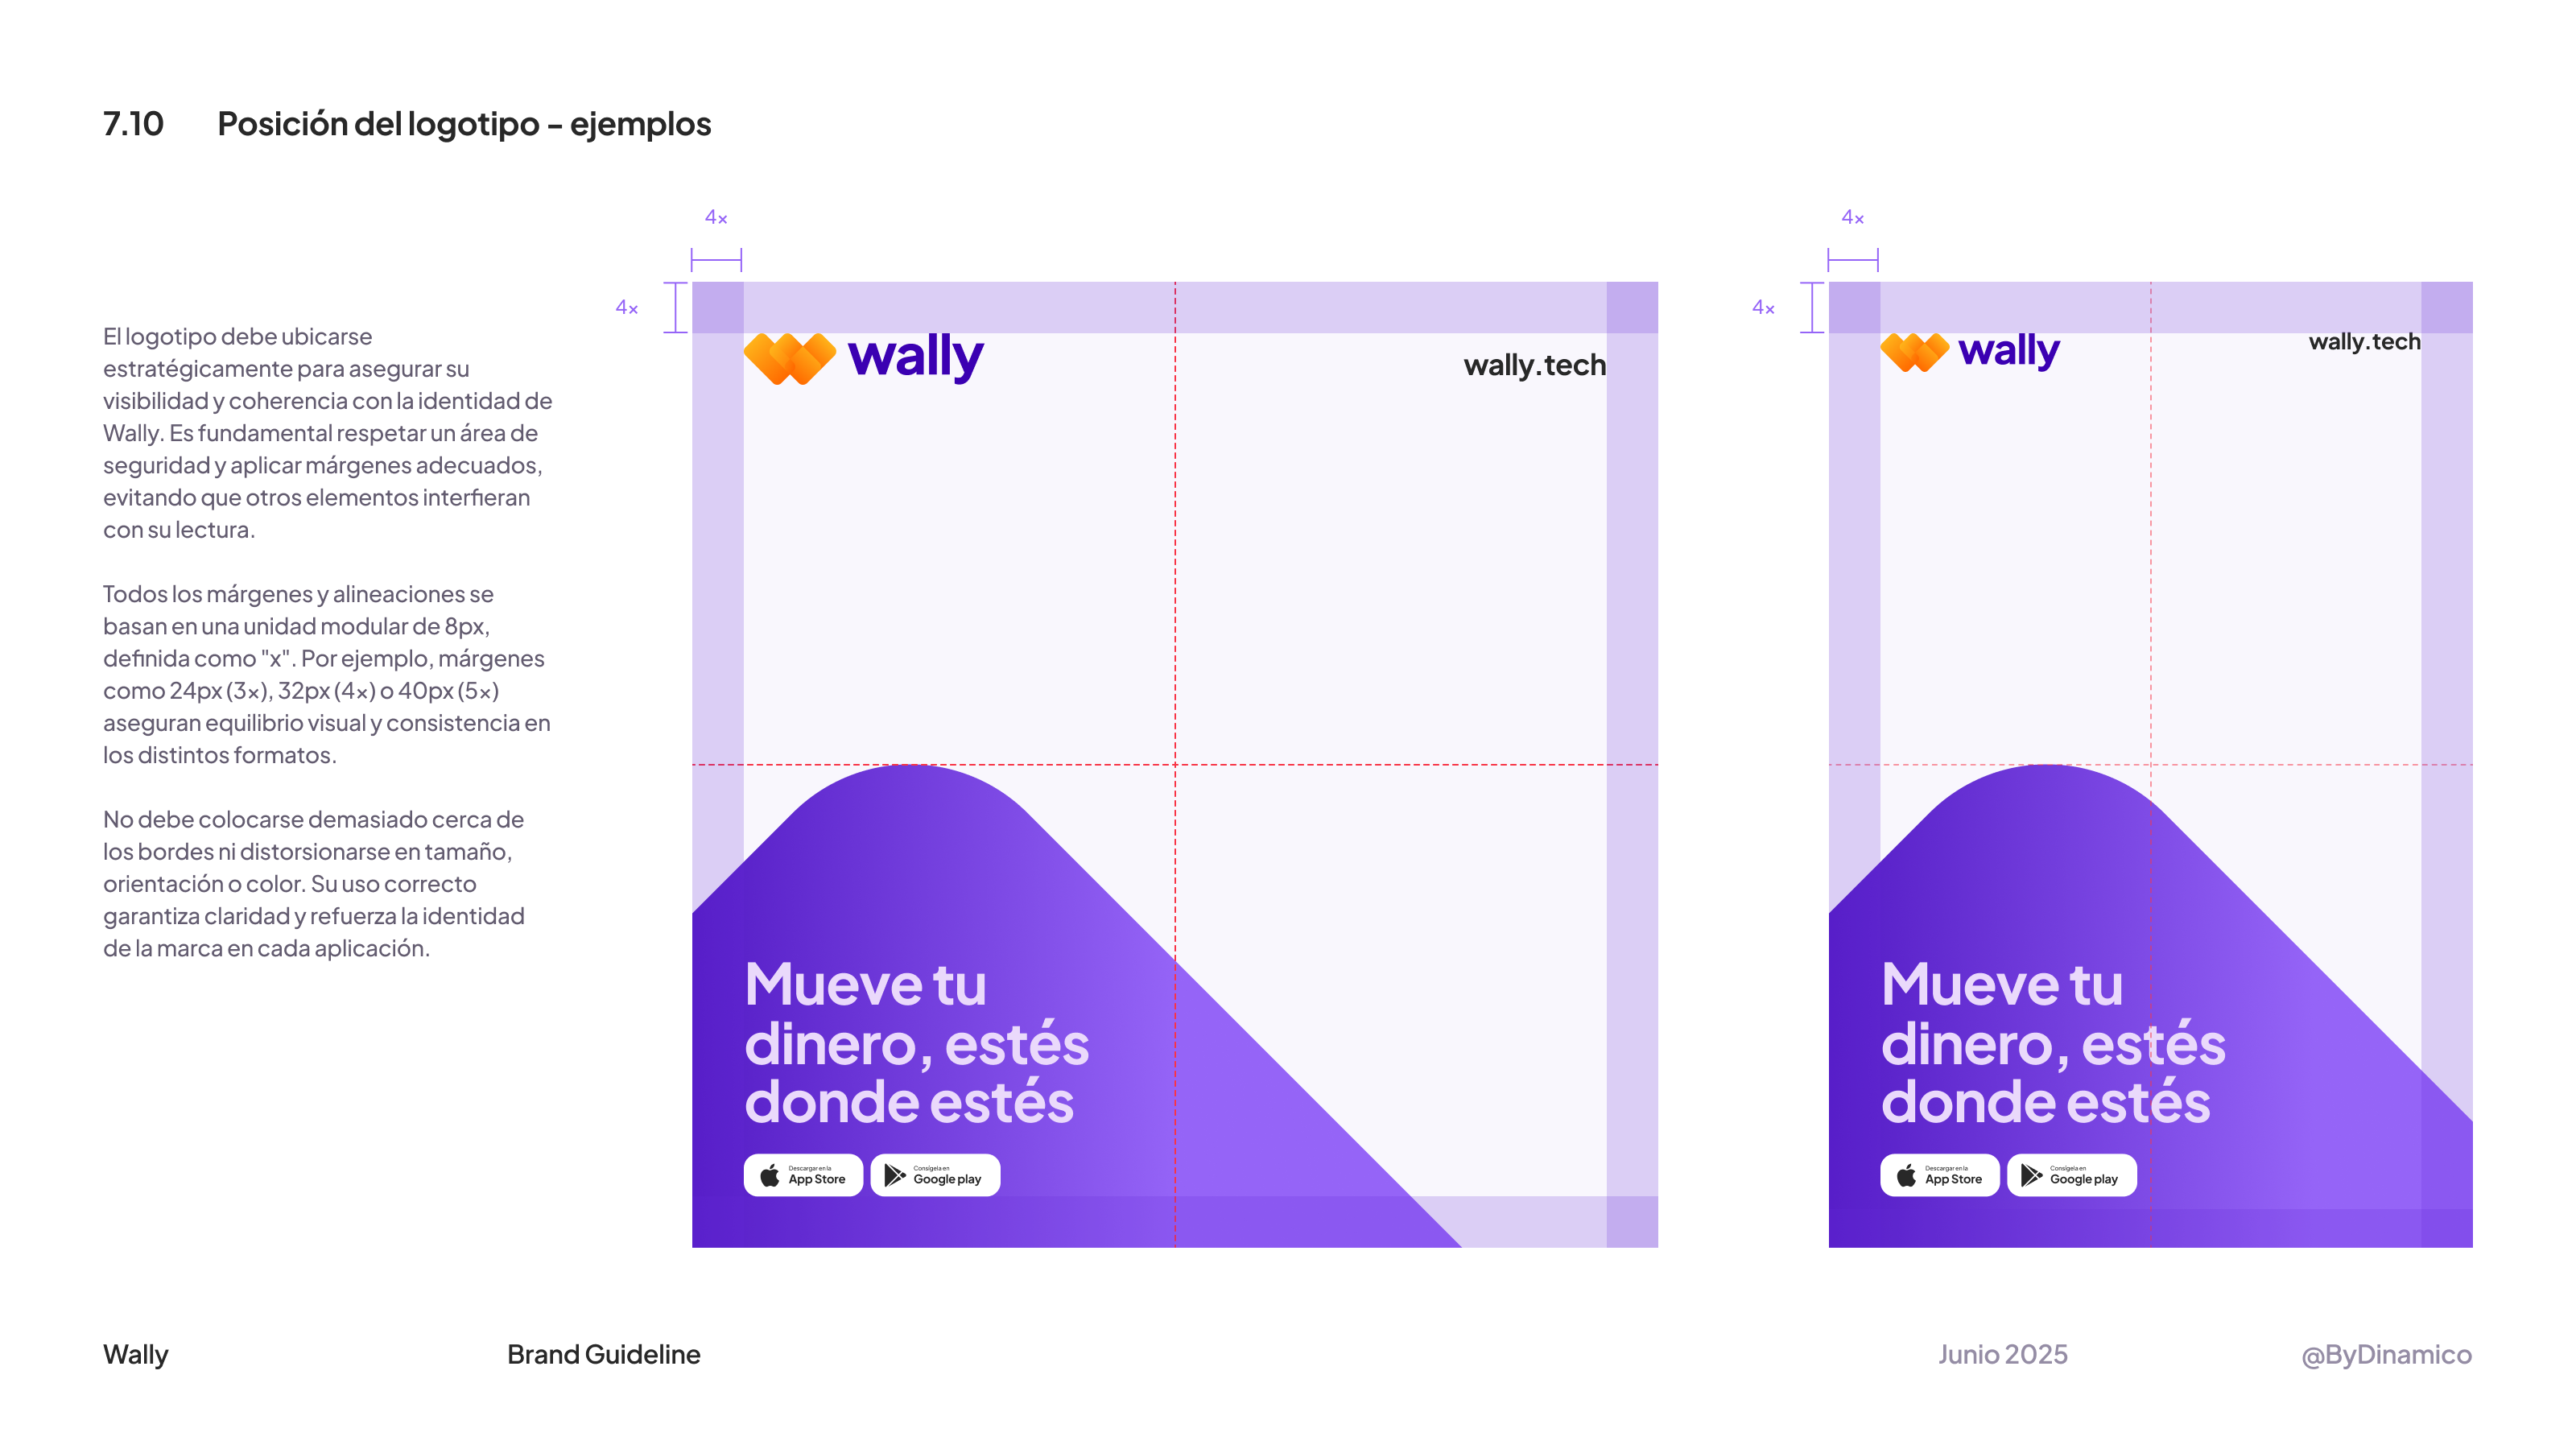 7.10 Posición del logotipo – ejemplos
El logotipo debe ubicarse
estratégicamente para asegurar su
visibilidad y coherencia con la identidad de
Wally. Es fundamental respetar un área de
seguridad y aplicar márgenes adecuados,
evitando que otros elementos interfieran
con su lectura.
Todos los márgenes y alineaciones se
basan en una unidad modular de 8px,
definida como "x". Por ejemplo, márgenes
como 24px (3×), 32px (4×) o 40px (5×)
aseguran equilibrio visual y consistencia en
los distintos formatos.
No debe colocarse demasiado cerca de
los bordes ni distorsionarse en tamaño,
orientación o color. Su uso correcto
garantiza claridad y refuerza la identidad
de la marca en cada aplicación.
4×
4×
wally
wally.tech
Mueve tu
dinero, estés
donde estés
Descargar en la
App Store
Consígela en
Google play
4×
4×
wally
wally.tech
Mueve tu
dinero, estés
donde estés
Descargar en la
App Store
Consígela en
Google play
Wally
Brand Guideline
Junio 2025
@ByDinamico